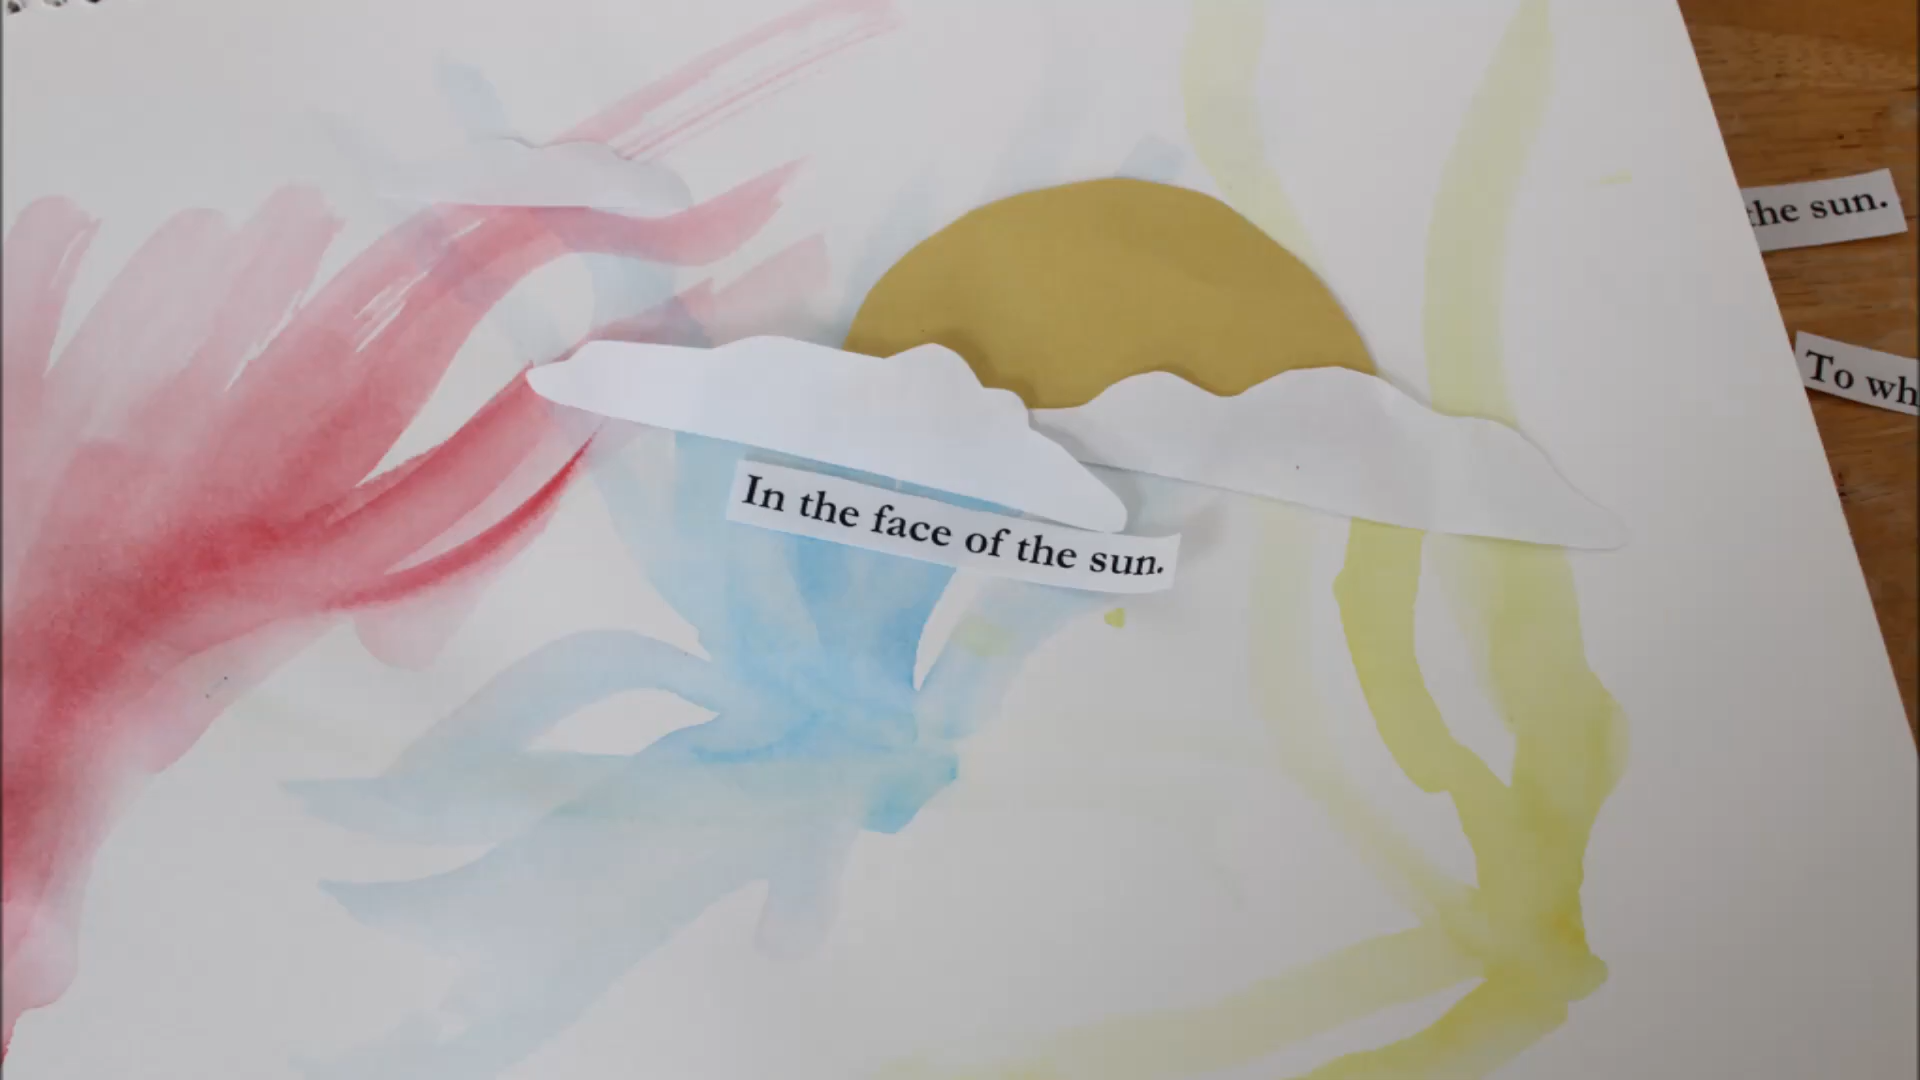 the sun.
To wh
In the face of the sun.